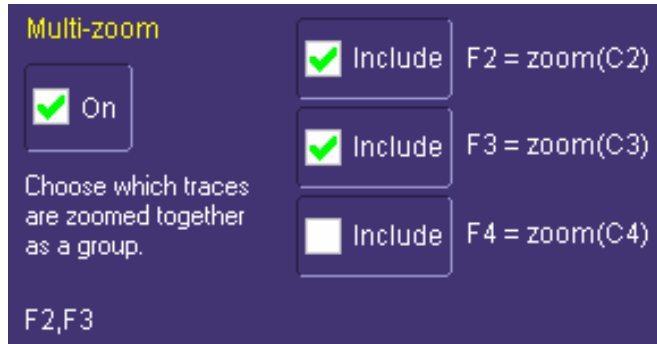 Multi-zoom
On
Choose which traces
are zoomed together
as a group.
F2,F3
Include F2 = zoom(C2)
Include F3 = zoom(C3)
Include F4 = zoom(C4)